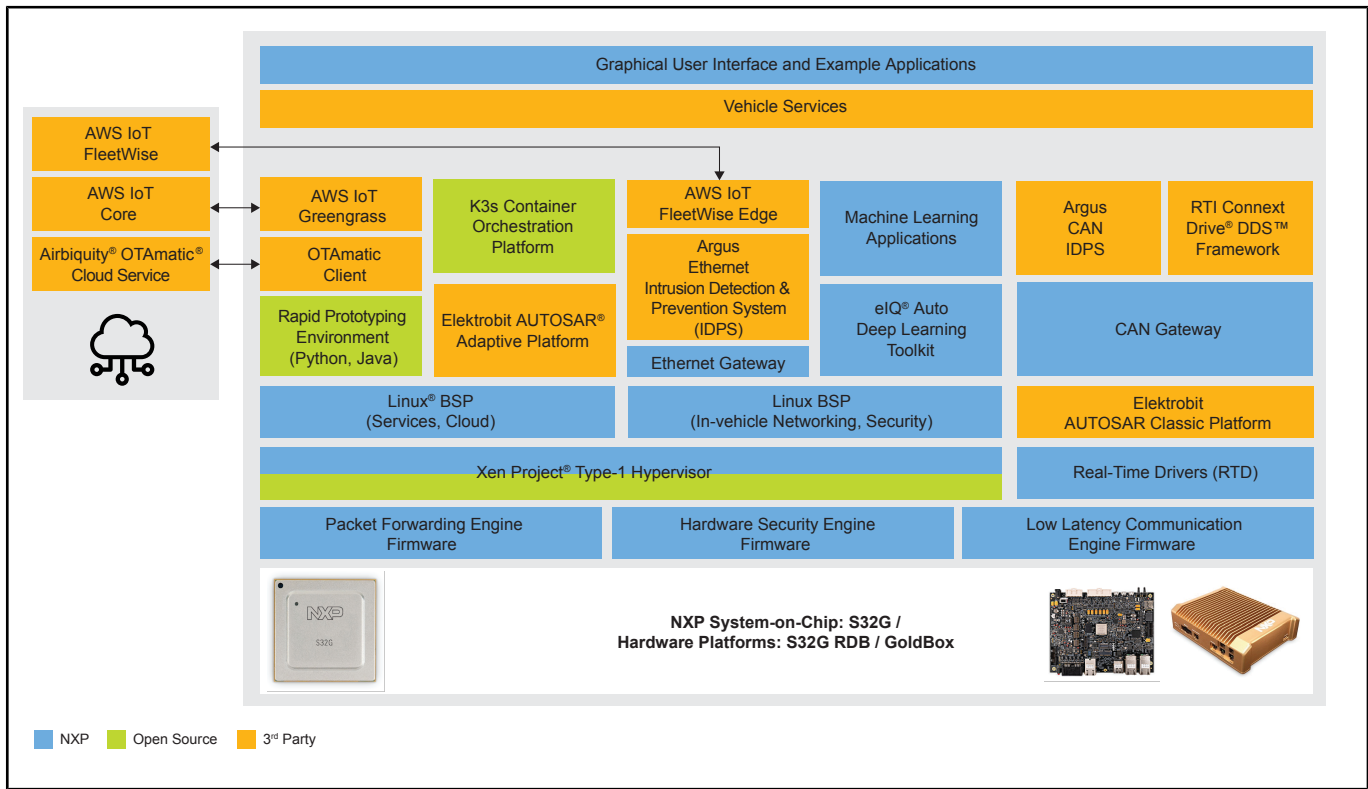 Graphical User Interface and Example Applications
Vehicle Services
AWS IoT
FleetWise
AWS IoT
Core
Airbiquity® OTAmatic®
Cloud Service
AWS IoT
Greengrass
OTAmatic
Client
Rapid Prototyping
Environment
(Python, Java)
K3s Container
Orchestration
Platform
Elektrobit AUTOSAR®
Adaptive Platform
AWS IoT
FleetWise Edge
Argus
Ethernet
Intrusion Detection &
Prevention System
(IDPS)
Ethernet Gateway
Machine Learning
Applications
eIQ® Auto
Deep Learning
Toolkit
Argus
CAN
IDPS
RTI Connext
Drive® DDS™
Framework
CAN Gateway
Linux® BSP
(Services, Cloud)
Linux BSP
(In-vehicle Networking, Security)
Elektrobit
AUTOSAR Classic Platform
Xen Project® Type-1 Hypervisor
Real-Time Drivers (RTD)
Packet Forwarding Engine
Firmware
Hardware Security Engine
Firmware
Low Latency Communication
Engine Firmware
NXP
S32G
NXP System-on-Chip: S32G /
Hardware Platforms: S32G RDB / GoldBox
NXP
NXP
Open Source
3rd Party